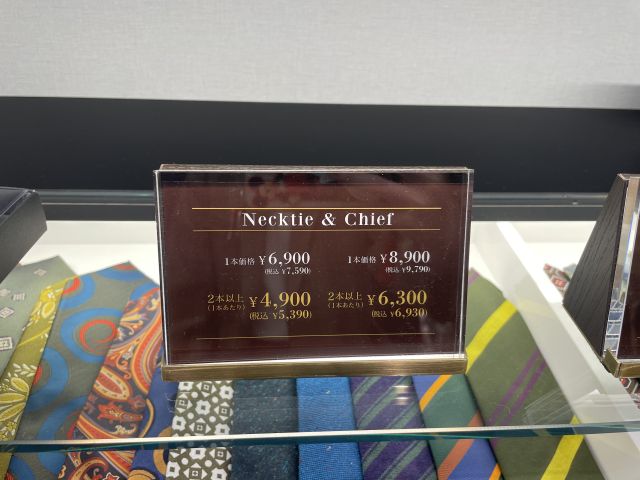 Necktie & Chief
1本価格 ¥6,900
(税込 ¥7,590)
1本価格 ¥8,900
(税込 ¥9,790)
2本以上
(1本あたり)
¥4,900
(税込 ¥5,390)
2本以上
(1本あたり)
¥6,300
(税込 ¥6,930)